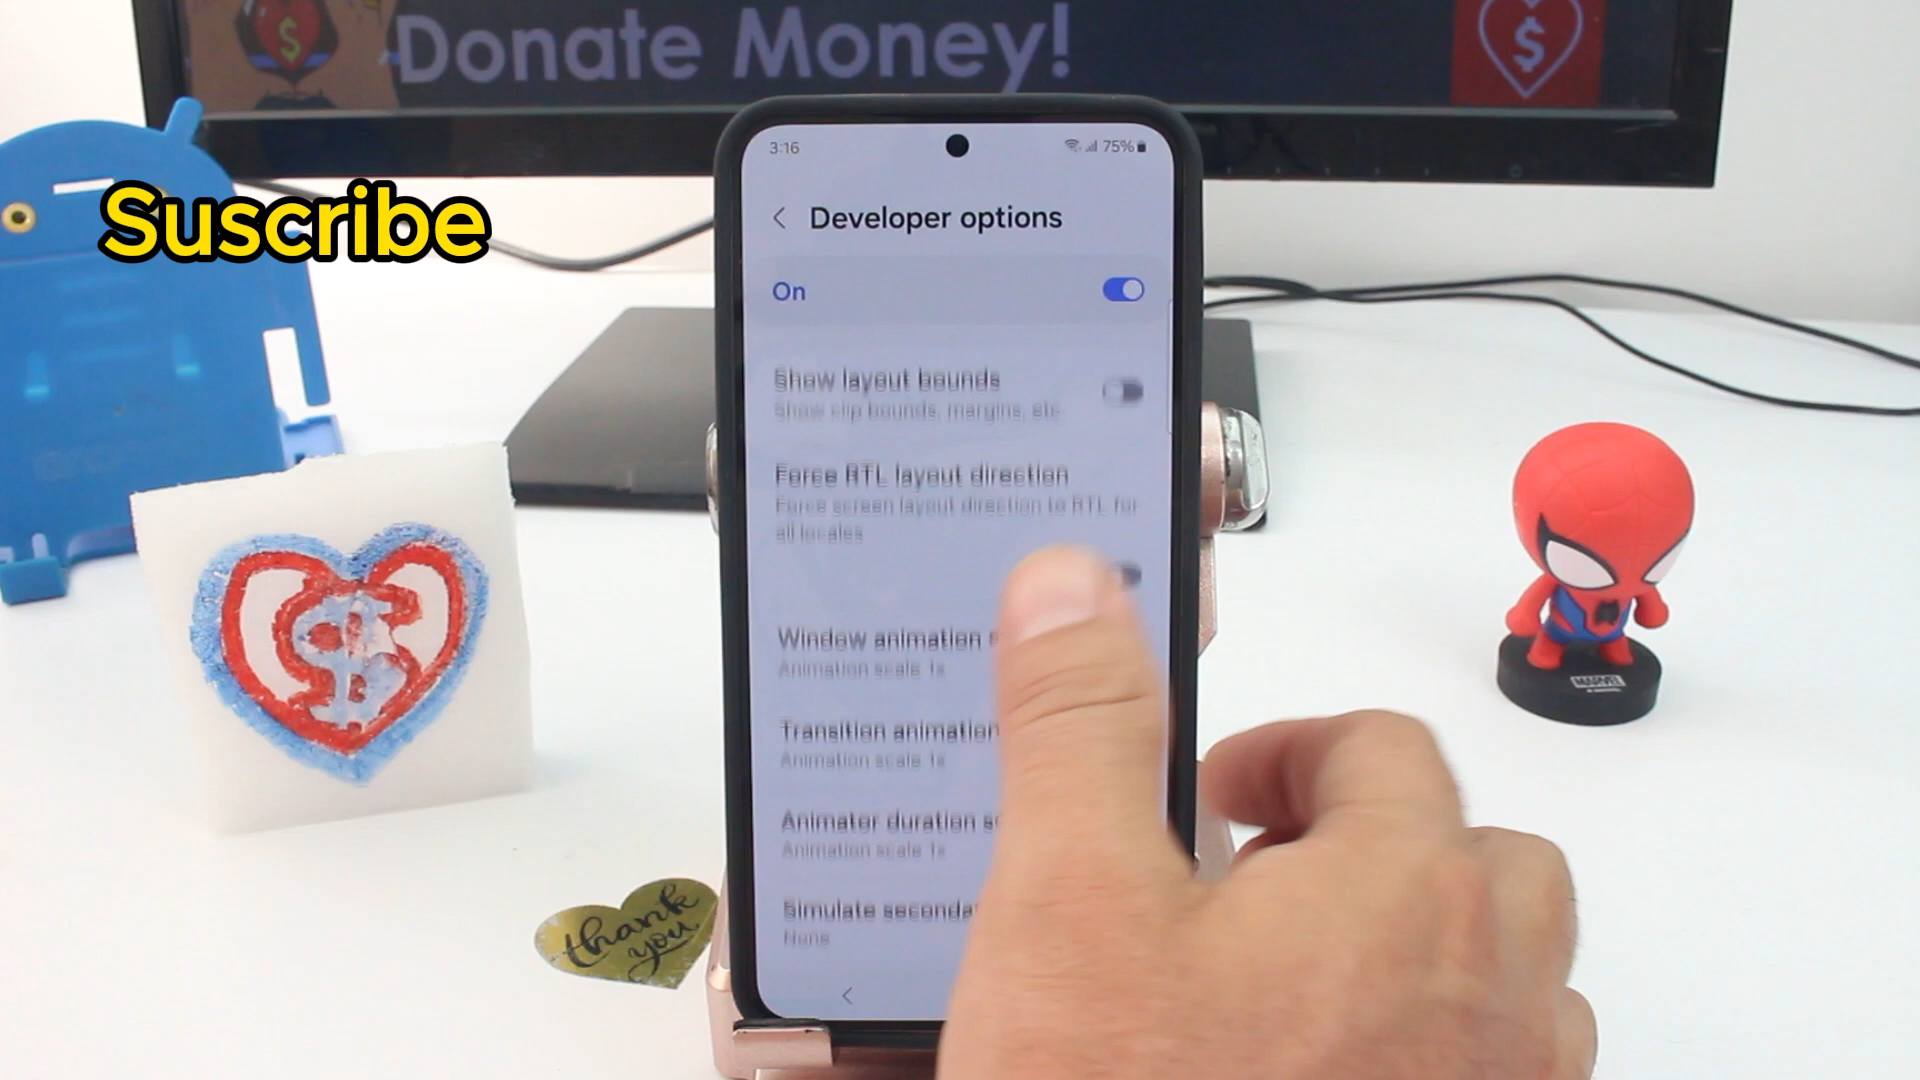 Donate Money!
$
$
Suscribe
3:16
75%
Developer options
On
Show layout bounds
Show clip bounds, margins, etc.
Force RTL layout direction
Force screen layout direction to RTL for
all locales
Window animation
Animation scale 1x
Transition animation
Animation scale 1x
Animator duration
Animation scale 1x
Simulate
None
$
thank
you
MARVEL